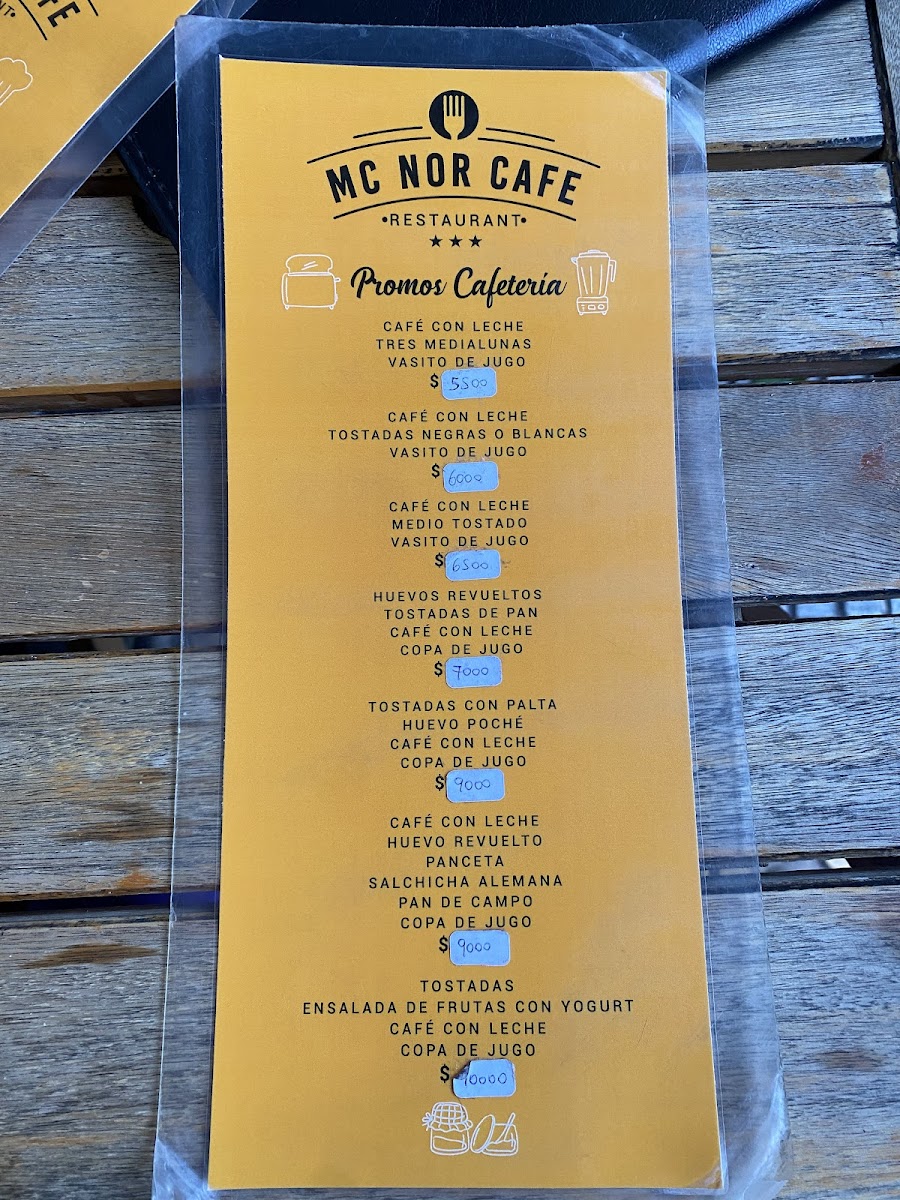 MC NOR CAFE
•RESTAURANT•
Promos Cafetería
CAFÉ CON LECHE
TRES MEDIALUNAS
VASITO DE JUGO
$ 5500
CAFÉ CON LECHE
TOSTADAS NEGRAS O BLANCAS
VASITO DE JUGO
$ 6000
CAFÉ CON LECHE
MEDIO TOSTADO
VASITO DE JUGO
$ 6500
HUEVOS REVUELTOS
TOSTADAS DE PAN
CAFÉ CON LECHE
COPA DE JUGO
$ 7000
TOSTADAS CON PALTA
HUEVO POCHÉ
CAFÉ CON LECHE
COPA DE JUGO
$ 9000
CAFÉ CON LECHE
HUEVO REVUELTO
PANCETA
SALCHICHA ALEMANA
PAN DE CAMPO
COPA DE JUGO
$ 9000
TOSTADAS
ENSALADA DE FRUTAS CON YOGURT
CAFÉ CON LECHE
COPA DE JUGO
$ 10000